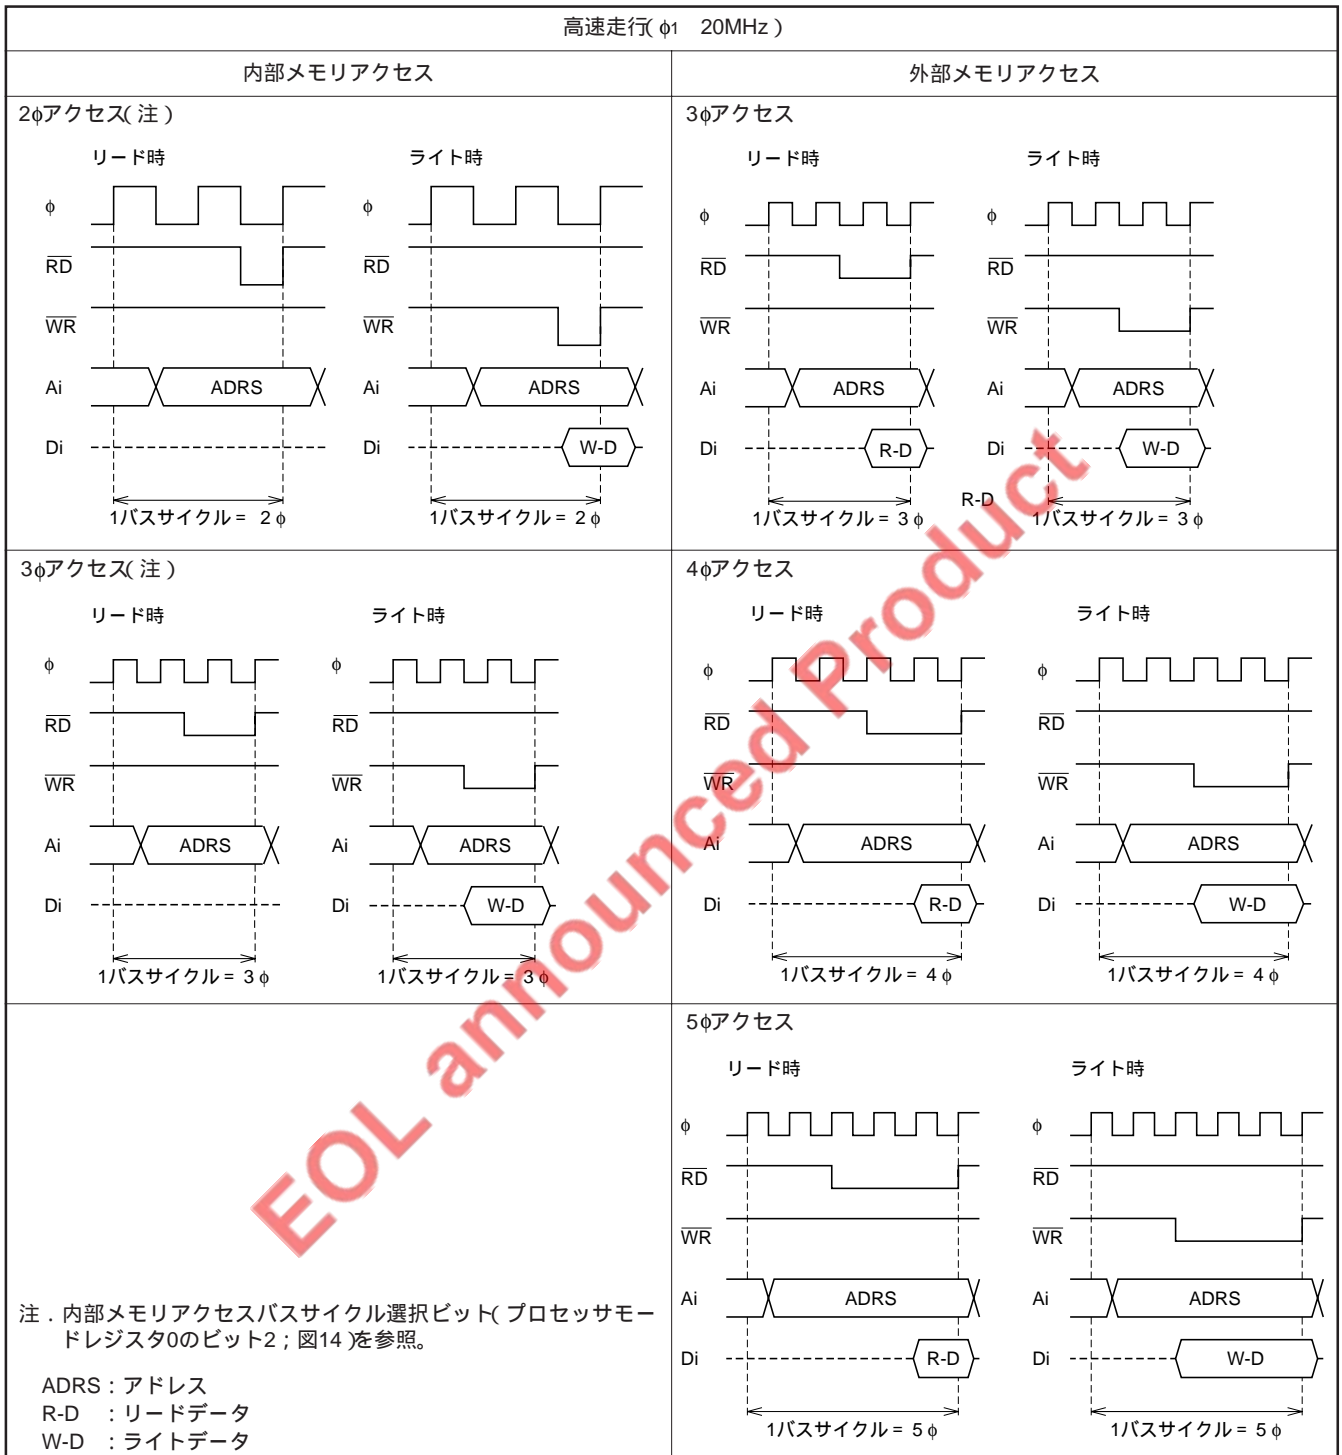 高速走行( φ1　20MHz )
内部メモリアクセス
外部メモリアクセス
2φアクセス( 注 )
リード時
ライト時
φ
RD
WR
Ai
ADRS
Di
1バスサイクル = 2 φ
φ
RD
WR
Ai
ADRS
Di
W-D
1バスサイクル = 2 φ
3φアクセス
リード時
ライト時
φ
RD
WR
Ai
ADRS
Di
R-D
1バスサイクル = 3 φ
φ
RD
WR
Ai
ADRS
Di
W-D
R-D
1バスサイクル = 3 φ
3φアクセス( 注 )
リード時
ライト時
φ
RD
WR
Ai
ADRS
Di
1バスサイクル = 3 φ
φ
RD
WR
Ai
ADRS
Di
W-D
1バスサイクル = 3 φ
4φアクセス
リード時
ライト時
φ
RD
WR
Ai
ADRS
Di
R-D
1バスサイクル = 4 φ
φ
RD
WR
Ai
ADRS
Di
W-D
1バスサイクル = 4 φ
5φアクセス
リード時
ライト時
φ
RD
WR
Ai
ADRS
Di
R-D
1バスサイクル = 5 φ
φ
RD
WR
Ai
ADRS
Di
W-D
1バスサイクル = 5 φ
注．内部メモリアクセスバスサイクル選択ビット( プロセッサモー
ドレジスタ0のビット2；図14 )を参照。
ADRS：アドレス
R-D ：リードデータ
W-D ：ライトデータ
EOL announced Product